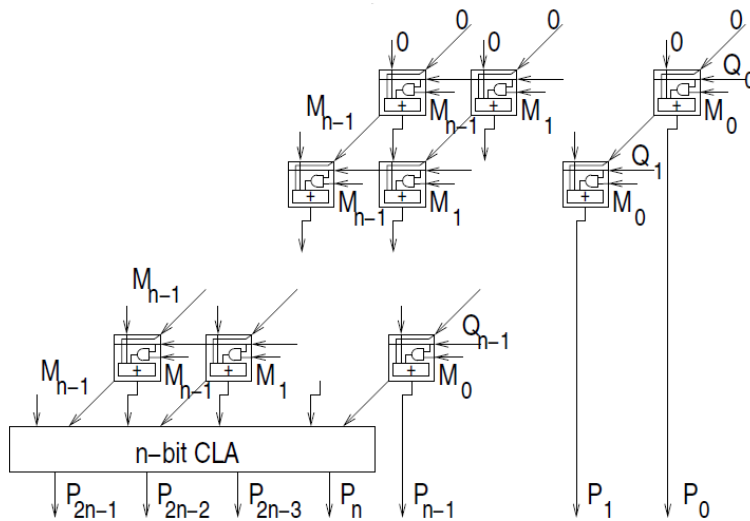 0 0
0 0 0
Q0
Mn−1 + Mn−1 + M1 + M0
Q1
+ Mn−1 + M1 + M0
Mn−1
Qn−1
Mn−1 + Mn−1 + M1 + M0
n−bit CLA
P2n−1 P2n−2 P2n−3 Pn Pn−1 P1 P0